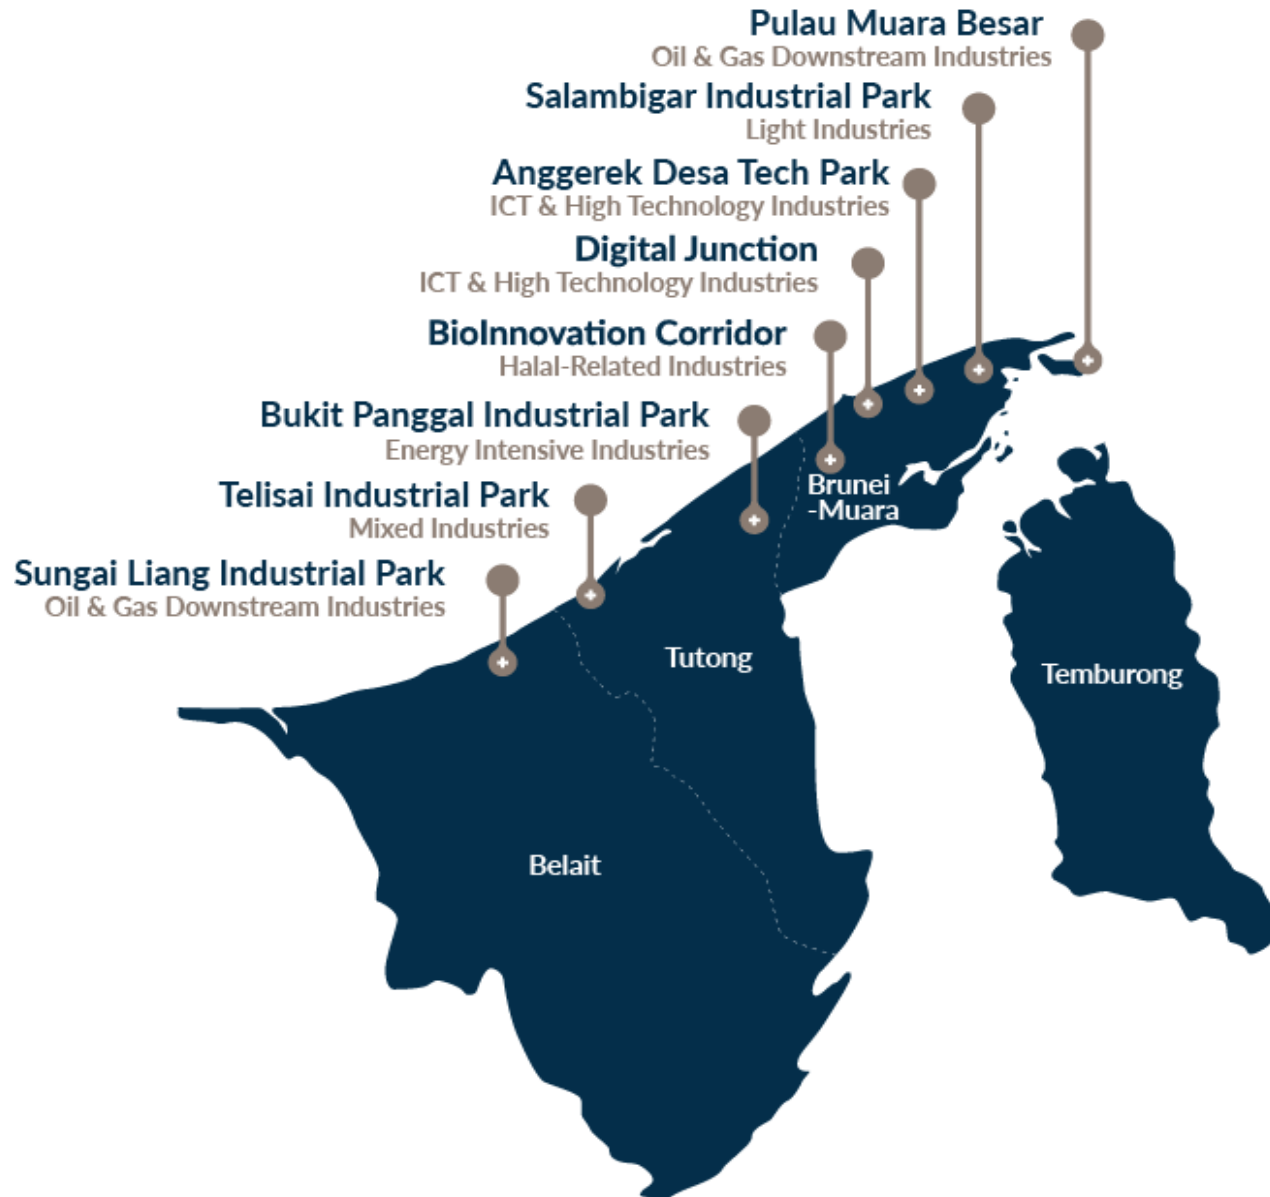 Pulau Muara Besar
Oil & Gas Downstream Industries
Salambigar Industrial Park
Light Industries
Anggerek Desa Tech Park
ICT & High Technology Industries
Digital Junction
ICT & High Technology Industries
BioInnovation Corridor
Halal-Related Industries
Bukit Panggal Industrial Park
Energy Intensive Industries
Telisai Industrial Park
Mixed Industries
Sungai Liang Industrial Park
Oil & Gas Downstream Industries
Brunei
-Muara
Tutong
Temburong
Belait